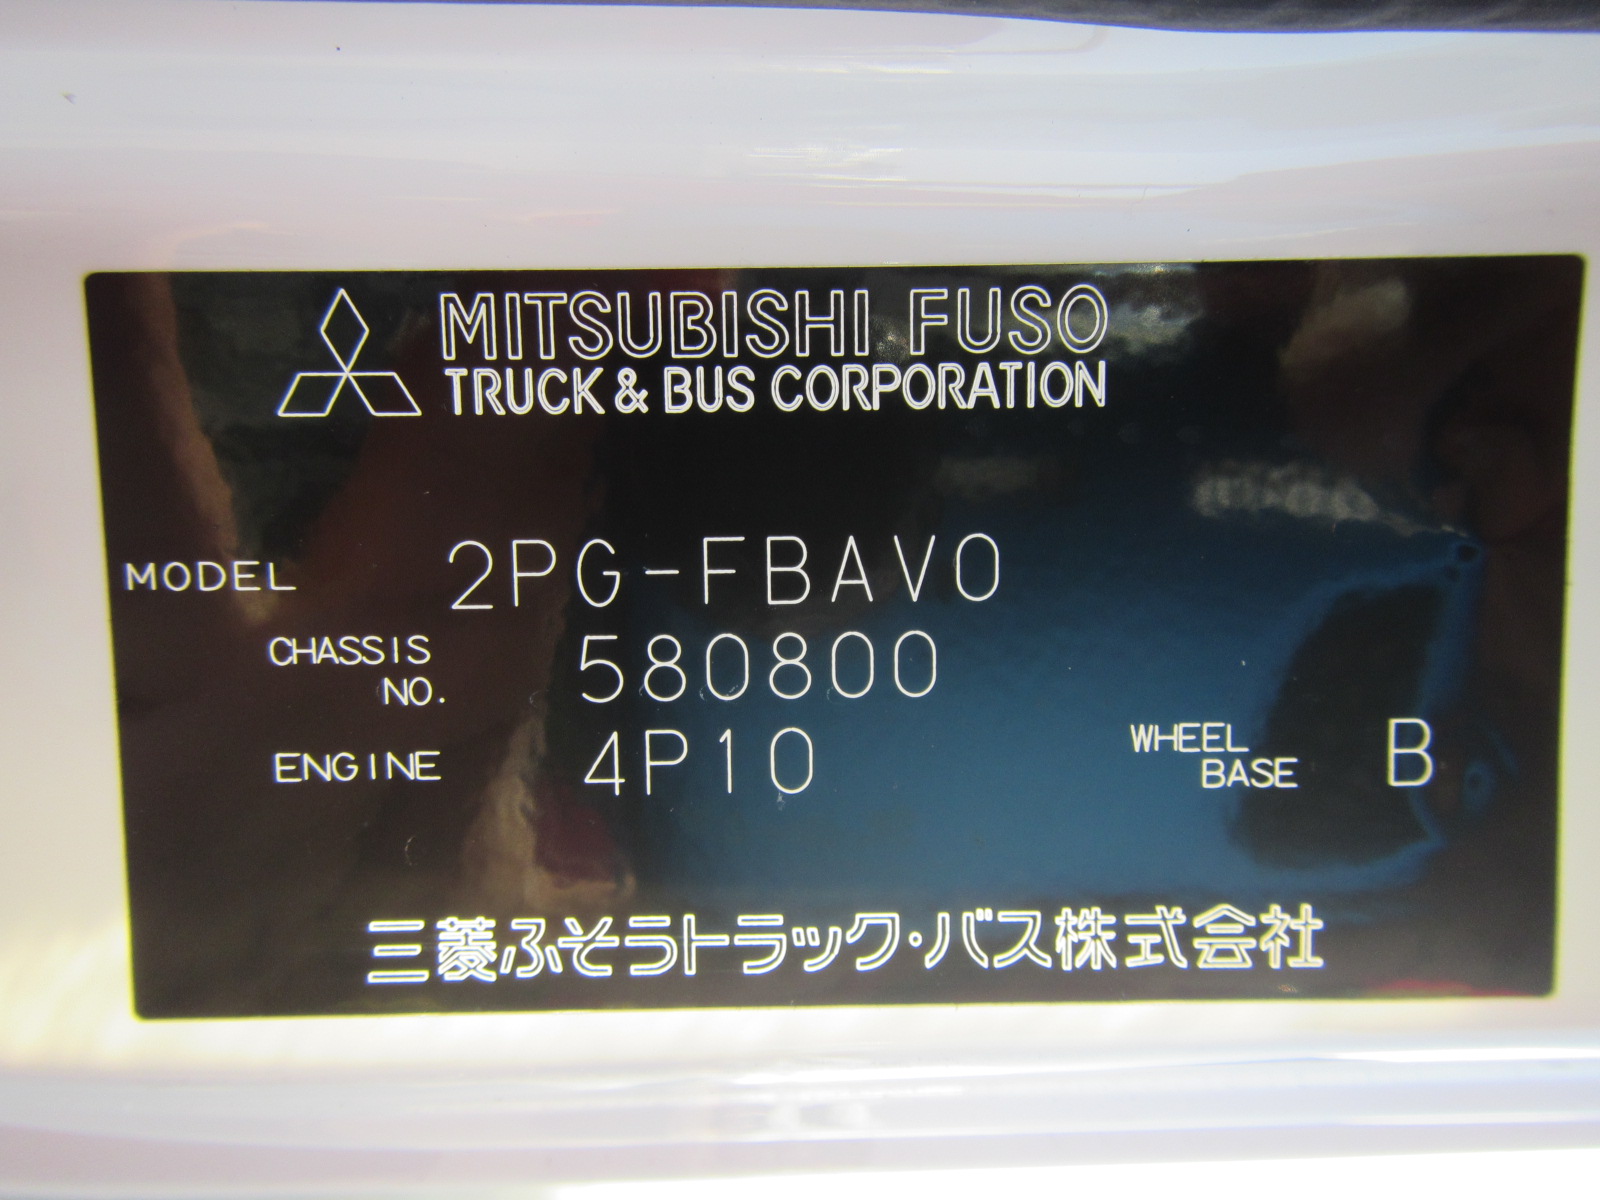 MITSUBISHI FUSO
TRUCK & BUS CORPORATION
MODEL 2PG-FBAV0
CHASSIS NO. 580800
ENGINE 4P10 WHEEL BASE B
三菱ふそうトラック・バス株式会社